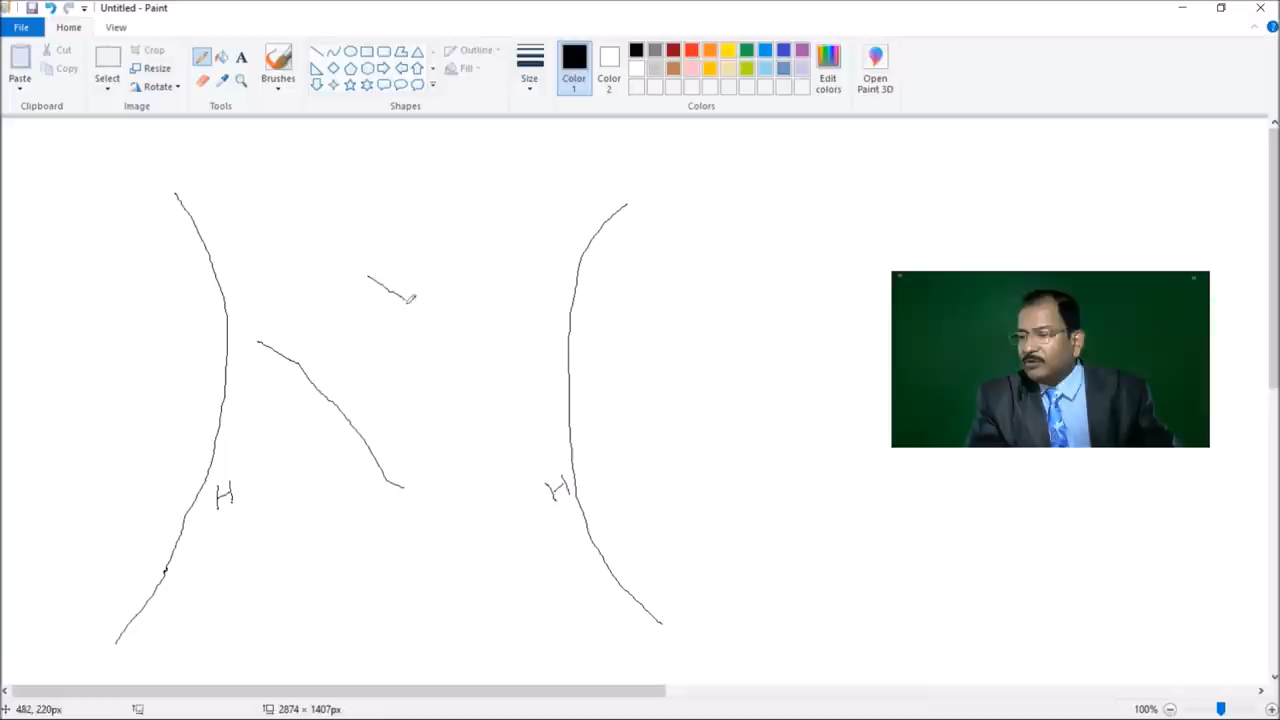 Untitled - Paint
File Home View
Paste
Cut
Copy
Clipboard
Select
Crop
Resize
Rotate
Image
A
Tools
Brushes
Outline
Fill
Shapes
Size
Color 1
Color 2
Edit colors
Colors
Open Paint 3D
H
H
482, 220px
2874 × 1407px
100%